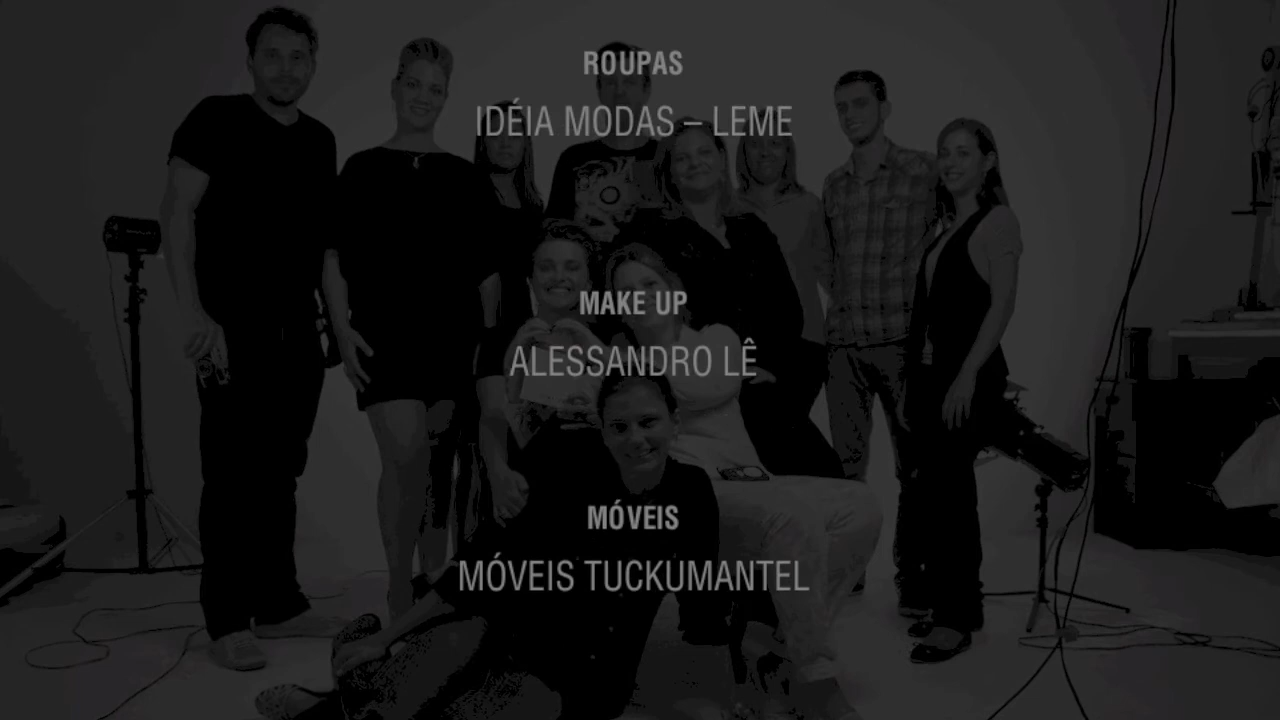 ROUPAS
IDÉIA MODAS – LEME
MAKE UP
ALESSANDRO LÊ
MÓVEIS
MÓVEIS TUCKUMANTEL